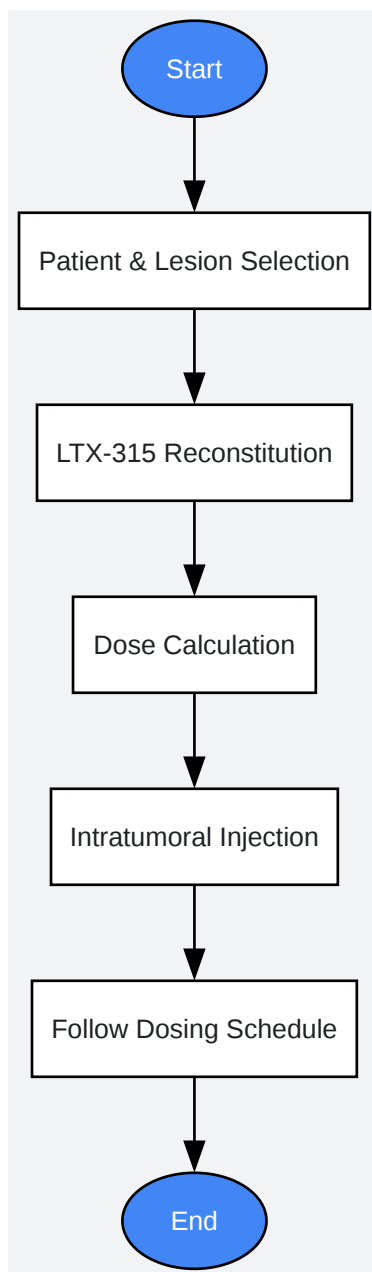 Start
Patient & Lesion Selection
LTX-315 Reconstitution
Dose Calculation
Intratumoral Injection
Follow Dosing Schedule
End